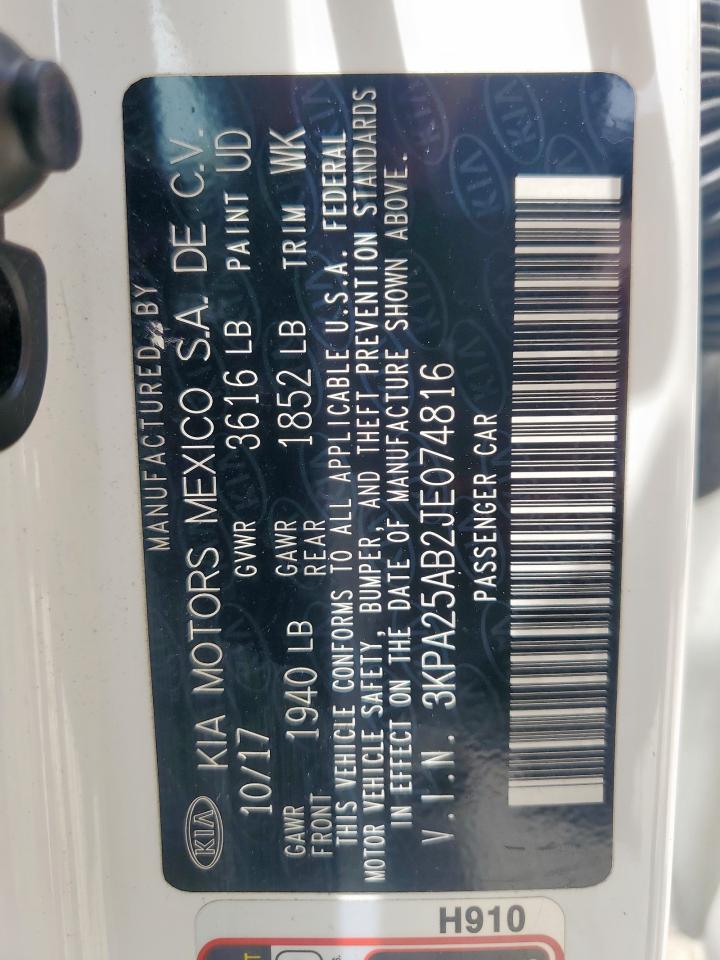 MANUFACTURED BY
KIA KIA MOTORS MEXICO S.A. DE C.V.
10/17 GVWR 3616 LB PAINT UD
GAWR FRONT 1940 LB GAWR REAR 1852 LB TRIM WK
THIS VEHICLE CONFORMS TO ALL APPLICABLE U.S.A. FEDERAL
MOTOR VEHICLE SAFETY, BUMPER, AND THEFT PREVENTION STANDARDS
IN EFFECT ON THE DATE OF MANUFACTURE SHOWN ABOVE.
V.I.N. 3KPA25AB2JE074816
PASSENGER CAR
H910